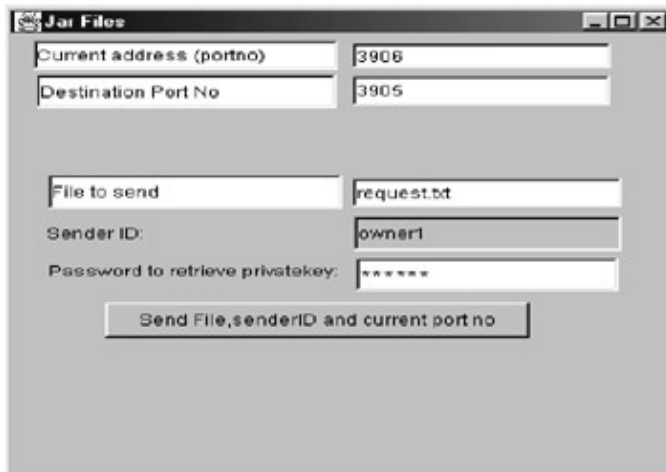 Jar Files
Current address (portno) 3906
Destination Port No 3905
File to send request.txt
Sender ID: owner1
Password to retrieve privatekey: ******
Send File,senderID and current port no